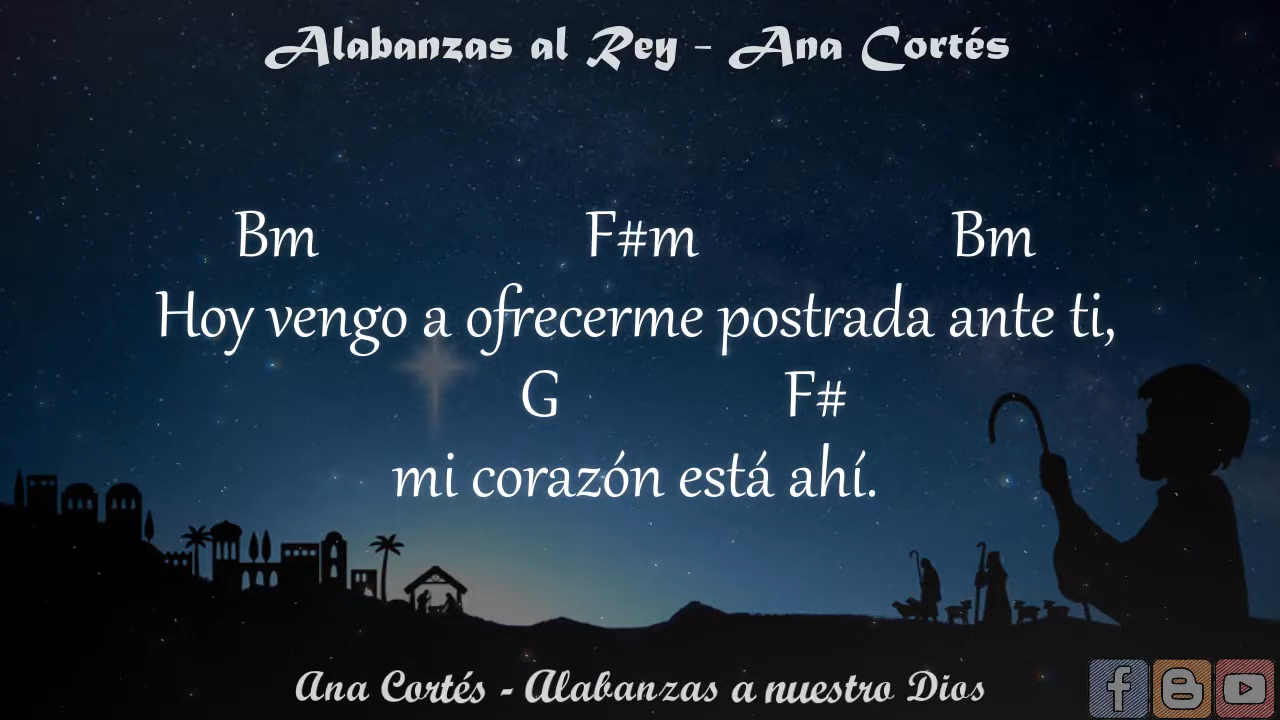 Alabanzas al Rey - Ana Cortés
Bm F#m Bm
Hoy vengo a ofrecerme postrada ante ti,
G F#
mi corazón está ahí.
Ana Cortés - Alabanzas a nuestro Dios